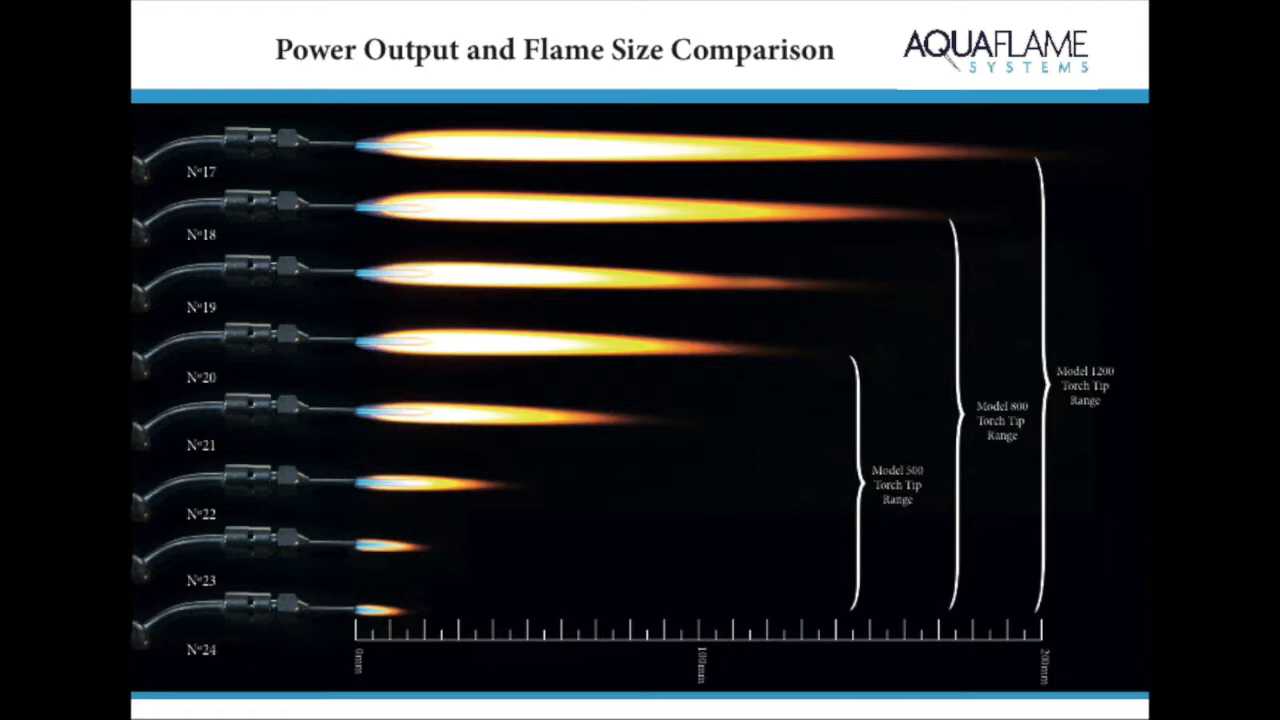 Power Output and Flame Size Comparison
AQUAFLAME
SYSTEMS
Nº17
Nº18
Nº19
Nº20
Nº21
Nº22
Nº23
Nº24
Model 500
Torch Tip
Range
Model 800
Torch Tip
Range
Model 1200
Torch Tip
Range
0mm
100mm
200mm